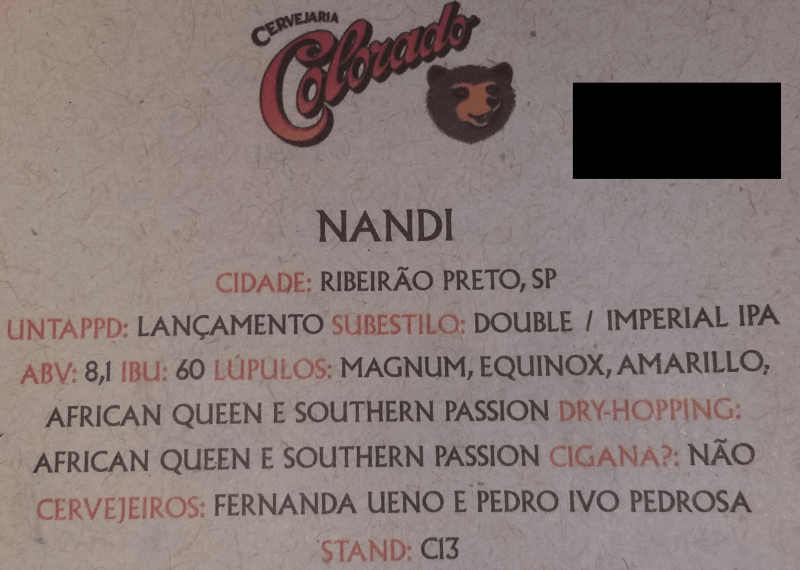 CERVEJARIA
Colorado
NANDI
CIDADE: RIBEIRÃO PRETO, SP
UNTAPPD: LANÇAMENTO SUBESTILO: DOUBLE / IMPERIAL IPA
ABV: 8,1 IBU: 60 LÚPULOS: MAGNUM, EQUINOX, AMARILLO,
AFRICAN QUEEN E SOUTHERN PASSION DRY-HOPPING:
AFRICAN QUEEN E SOUTHERN PASSION CIGANA?: NÃO
CERVEJEIROS: FERNANDA UENO E PEDRO IVO PEDROSA
STAND: C13